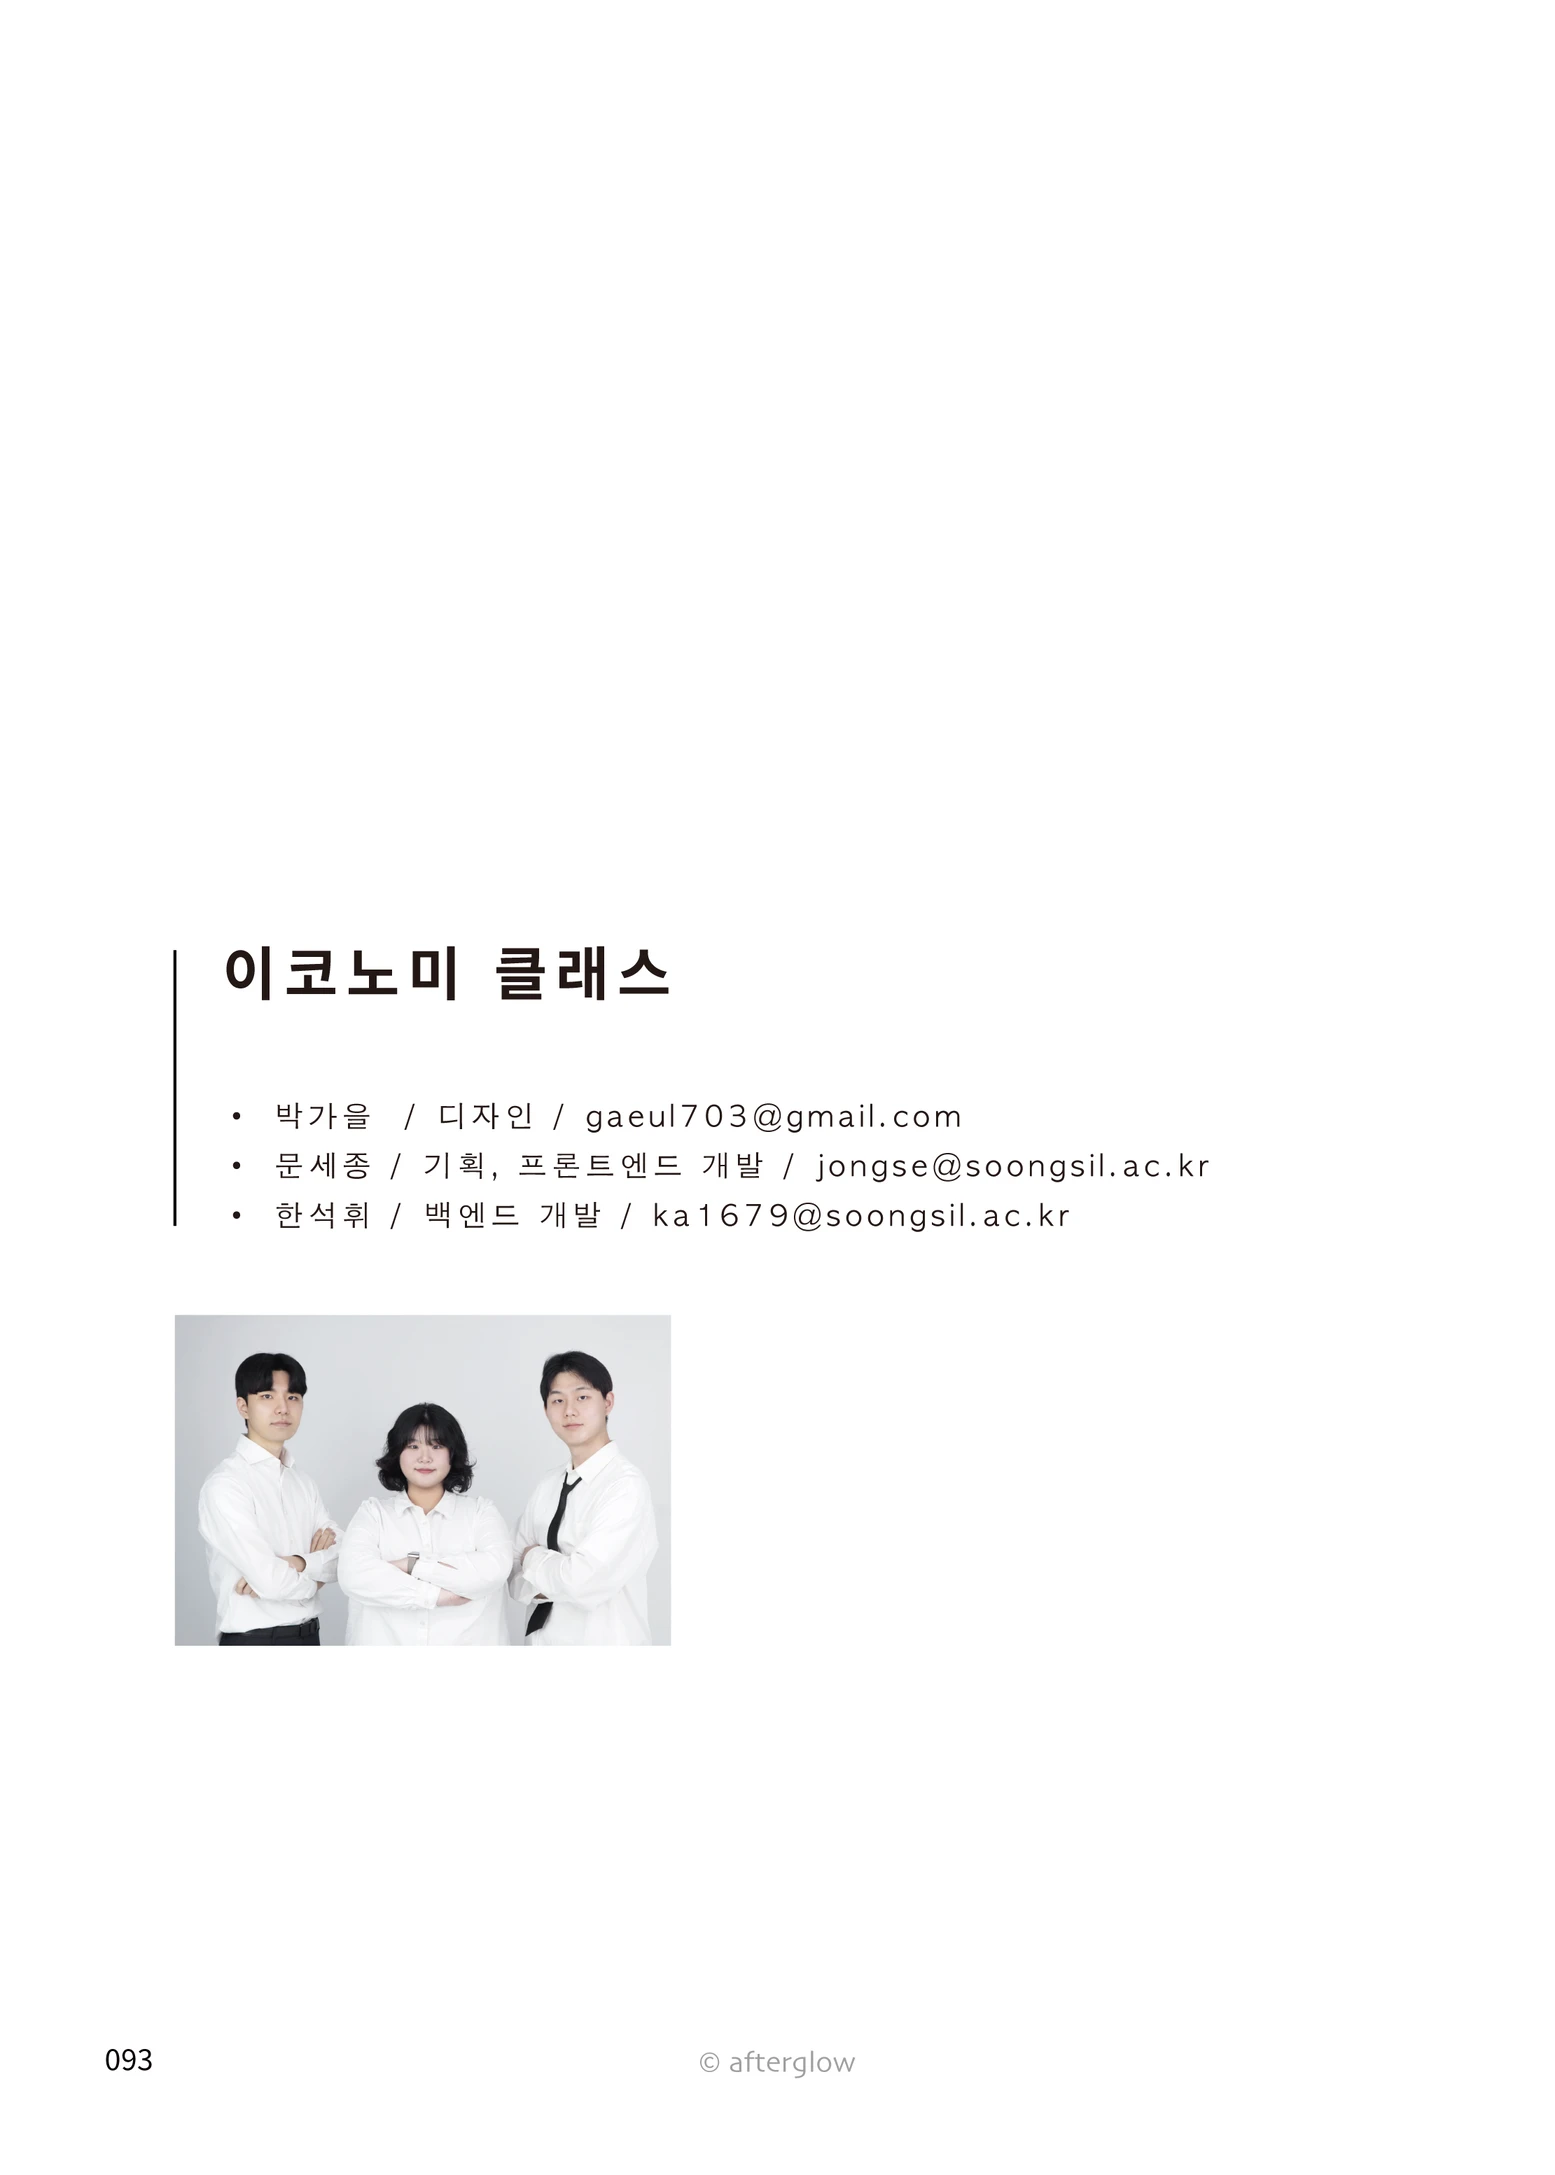 이코노미 클래스
• 박가을 / 디자인 / gaeul703@gmail.com
• 문세종 / 기획, 프론트엔드 개발 / jongse@soongsil.ac.kr
• 한석휘 / 백엔드 개발 / ka1679@soongsil.ac.kr
093
© afterglow